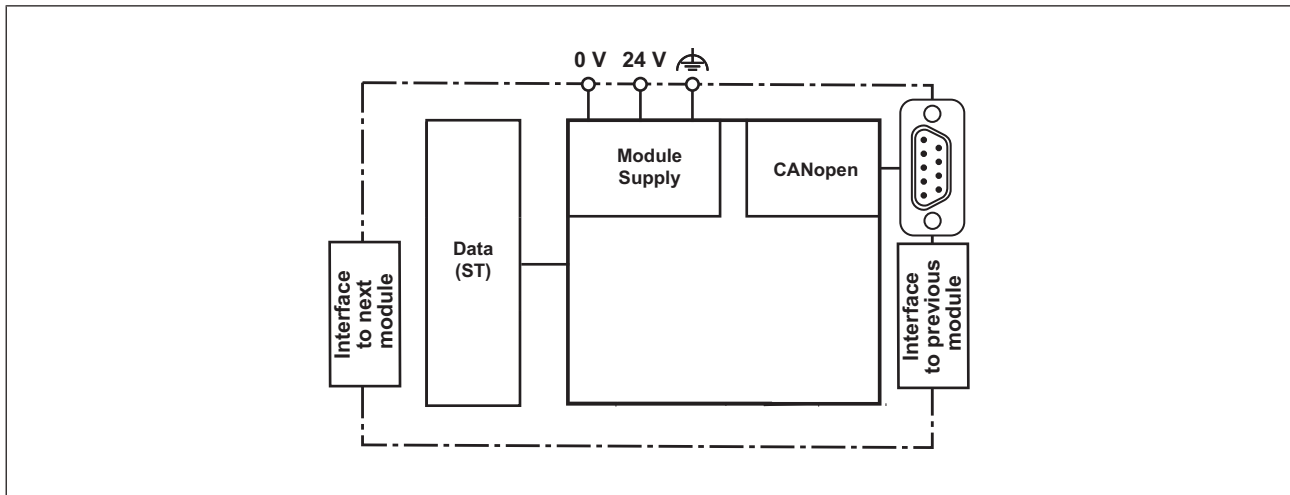 0 V 24 V
Module
Supply
CANopen
Data
(ST)
Interface
to next
module
Interface
to previous
module